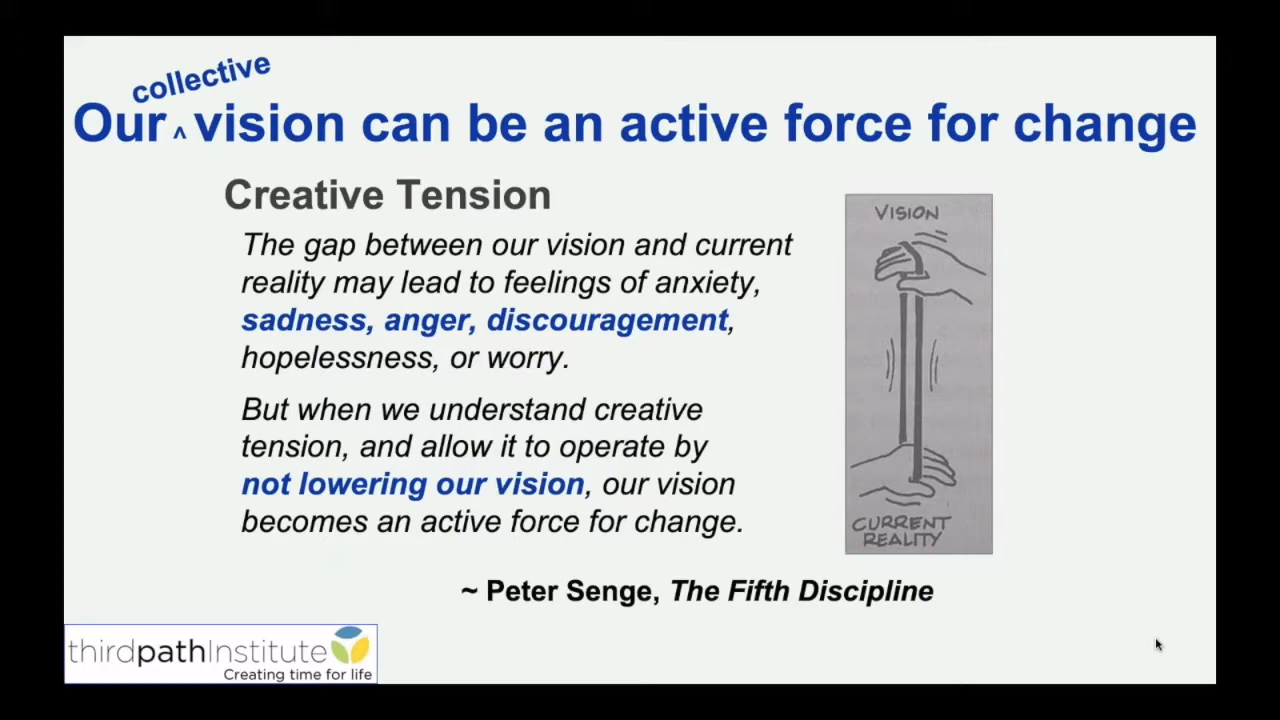 collective
Our ^ vision can be an active force for change
Creative Tension
The gap between our vision and current
reality may lead to feelings of anxiety,
sadness, anger, discouragement,
hopelessness, or worry.
But when we understand creative
tension, and allow it to operate by
not lowering our vision, our vision
becomes an active force for change.
~ Peter Senge, The Fifth Discipline
VISION
CURRENT
REALITY
thirdpathInstitute
Creating time for life